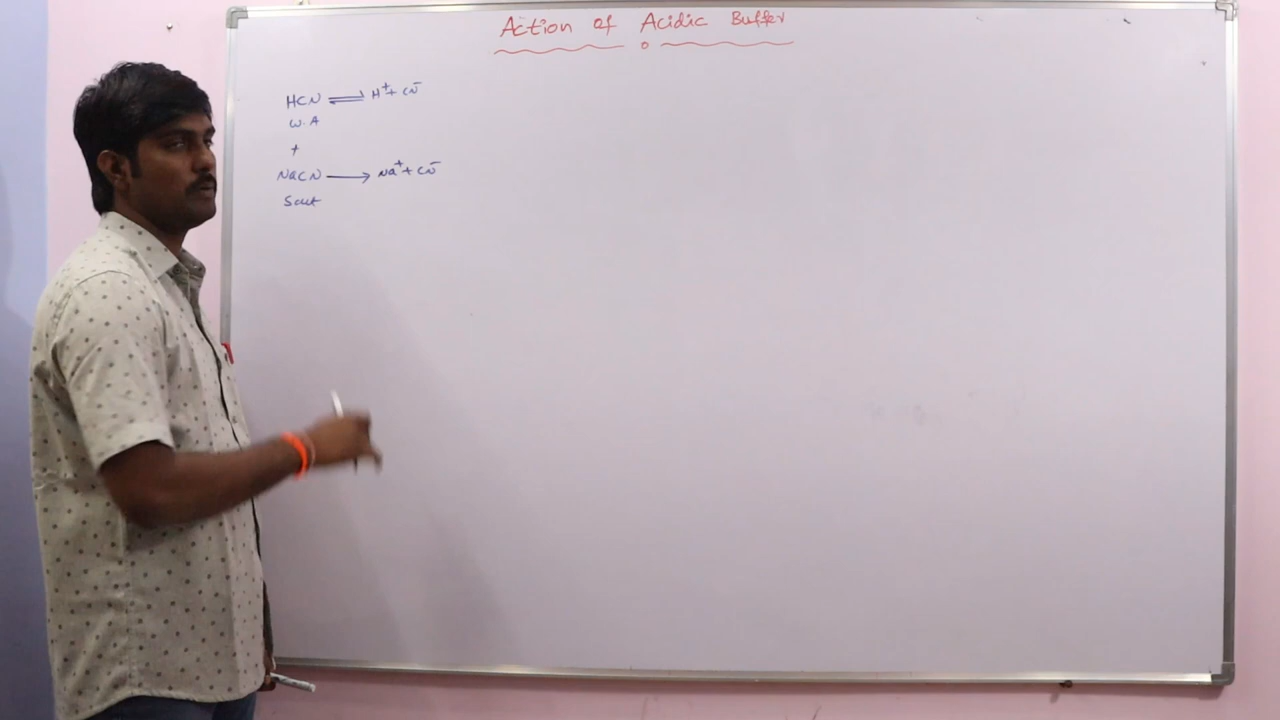 Action of Acidic Buffer
HCN ⇌ H⁺ + CN⁻
W.A
+
NaCN ⟶ Na⁺ + CN⁻
Salt